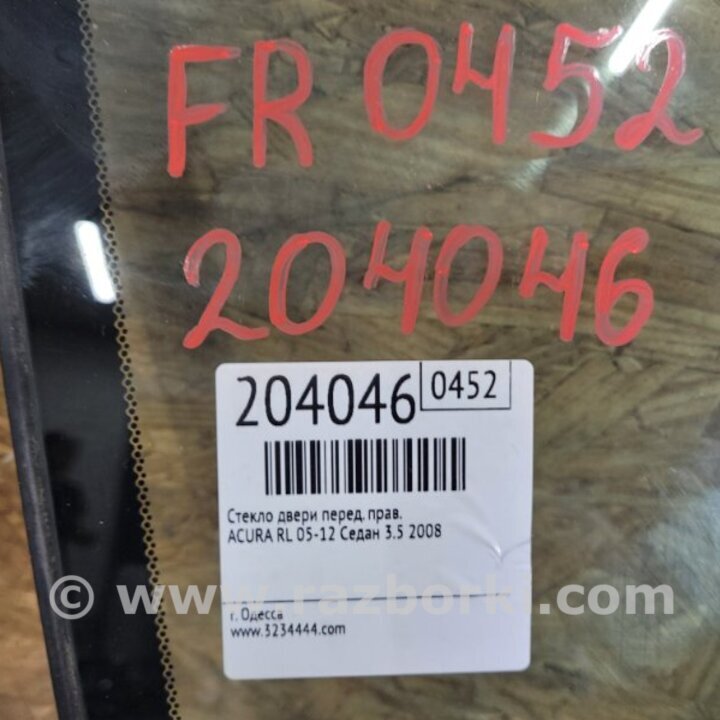 FR 0452
204046
204046 0452
Стекло двери перед. прав.
ACURA RL 05-12 Седан 3.5 2008
© www.razborki.com
г. Одесса
www.3234444.com